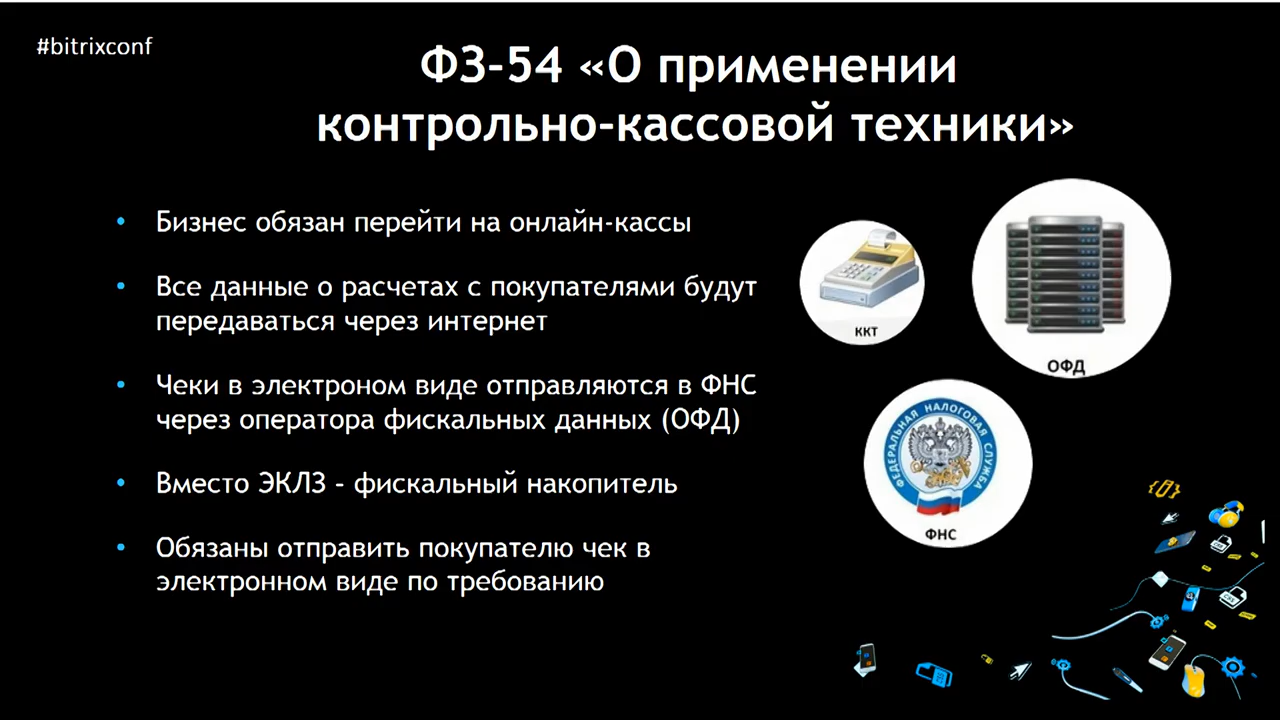 #bitrixconf
ФЗ-54 «О применении
контрольно-кассовой техники»
• Бизнес обязан перейти на онлайн-кассы
• Все данные о расчетах с покупателями будут
передаваться через интернет
• Чеки в электроном виде отправляются в ФНС
через оператора фискальных данных (ОФД)
• Вместо ЭКЛЗ - фискальный накопитель
• Обязаны отправить покупателю чек в
электронном виде по требованию
ККТ
ОФД
ФЕДЕРАЛЬНАЯ НАЛОГОВАЯ СЛУЖБА
ФНС